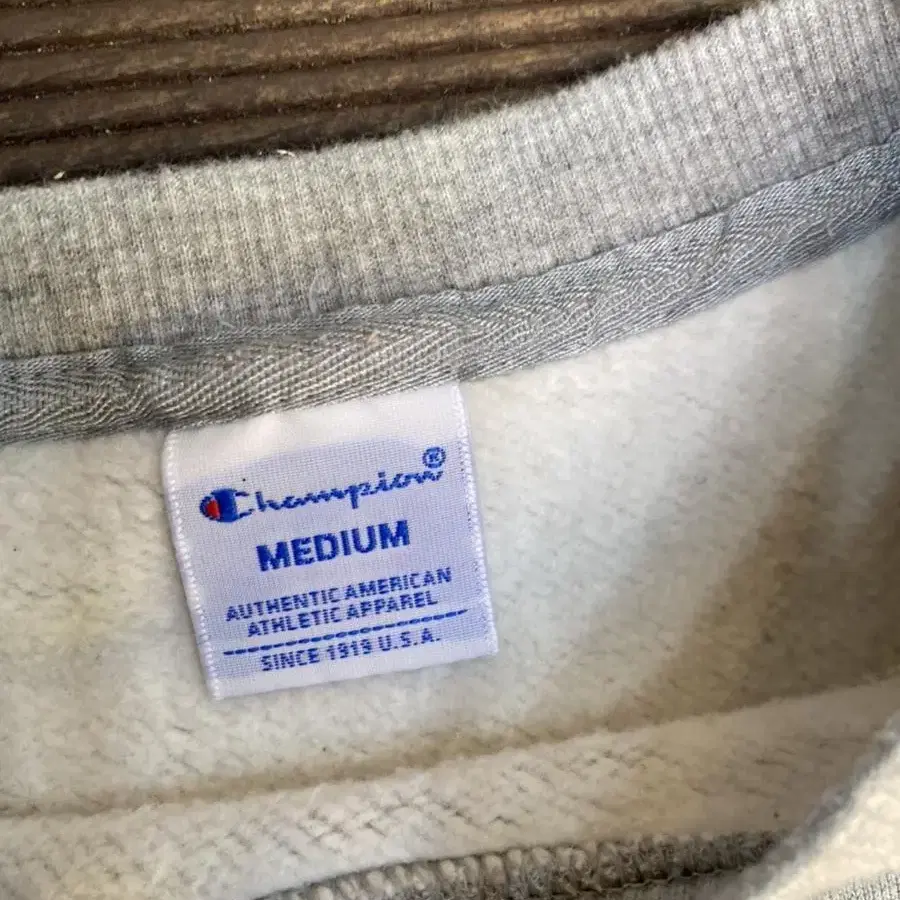 Champion®
MEDIUM
AUTHENTIC AMERICAN
ATHLETIC APPAREL
SINCE 1919 U.S.A.